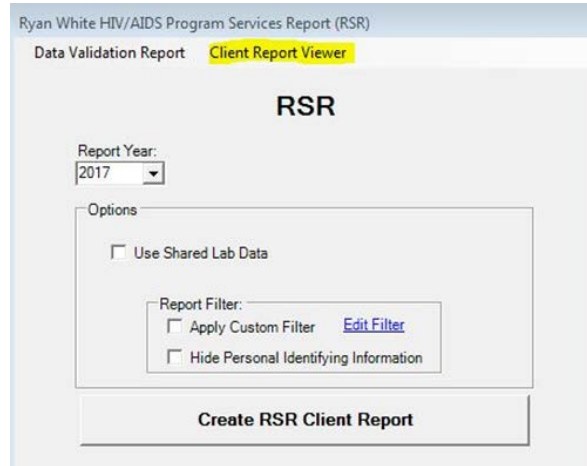 Ryan White HIV/AIDS Program Services Report (RSR)
Data Validation Report Client Report Viewer
RSR
Report Year:
2017
Options
Use Shared Lab Data
Report Filter:
Apply Custom Filter Edit Filter
Hide Personal Identifying Information
Create RSR Client Report